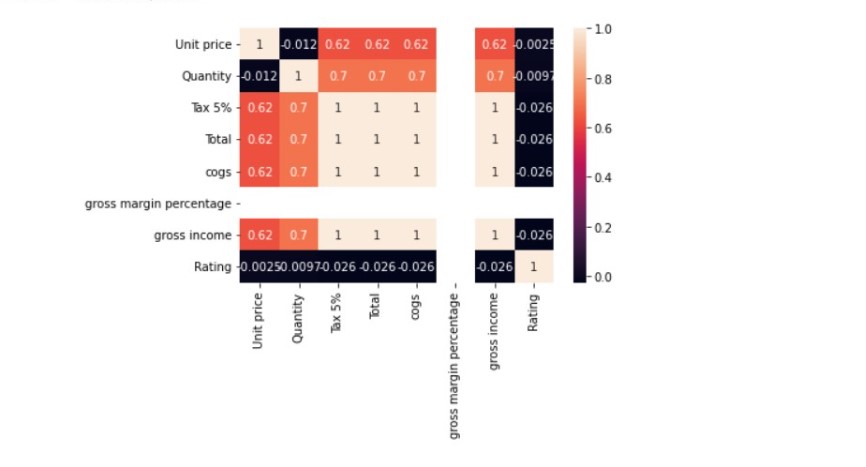 Unit price 1 -0.012 0.62 0.62 0.62 0.62 -0.0025
Quantity -0.012 1 0.7 0.7 0.7 0.7 -0.0097
Tax 5% 0.62 0.7 1 1 1 1 -0.026
Total 0.62 0.7 1 1 1 1 -0.026
cogs 0.62 0.7 1 1 1 1 -0.026
gross margin percentage
gross income 0.62 0.7 1 1 1 1 -0.026
Rating -0.0025 -0.0097 -0.026 -0.026 -0.026 -0.026 1
Unit price
Quantity
Tax 5%
Total
cogs
gross margin percentage
gross income
Rating
1.0
0.8
0.6
0.4
0.2
0.0